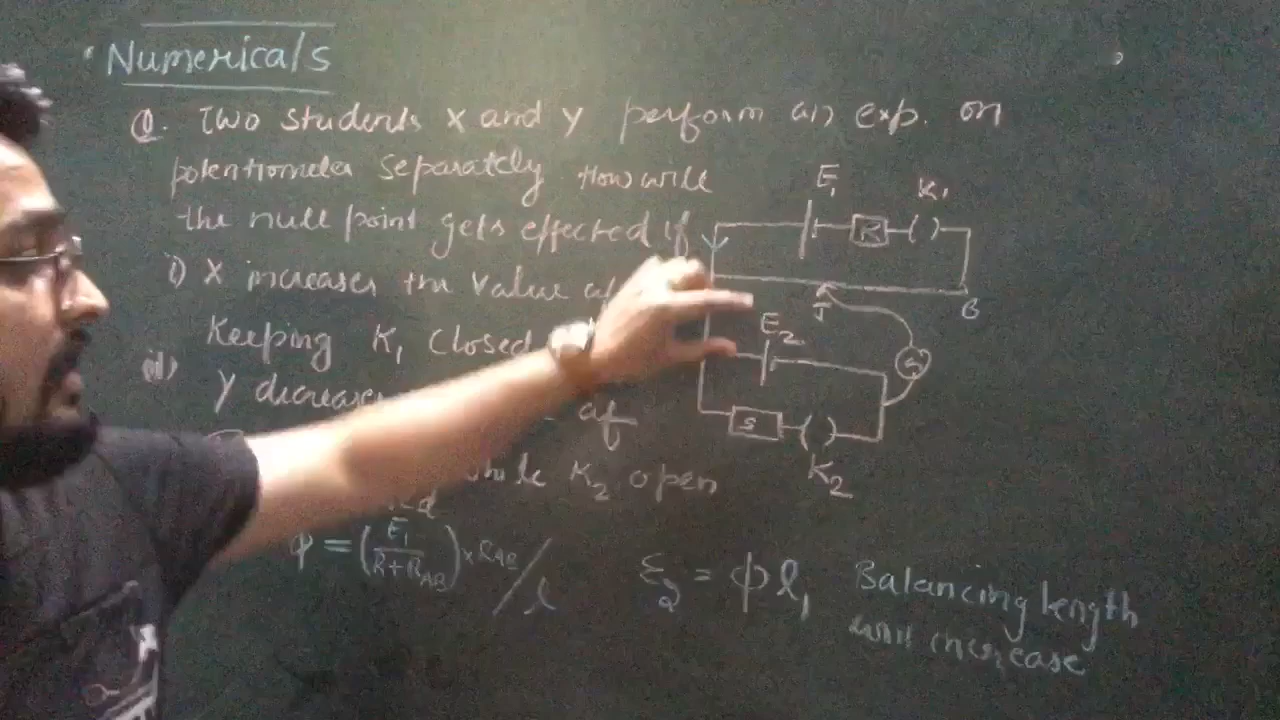 Numericals
Q. Two students x and y perform an exp. on
potentiometer separately How will
the null point gets effected if
i) X increases the value of
Keeping K1 closed
ii) Y decreases of
while K2 open
φ = (E1 / R+RAB) × RAB / l
ε2 = φ l1
Balancing length
will increase
E1
K1
R
B
J
E2
G
S
K2